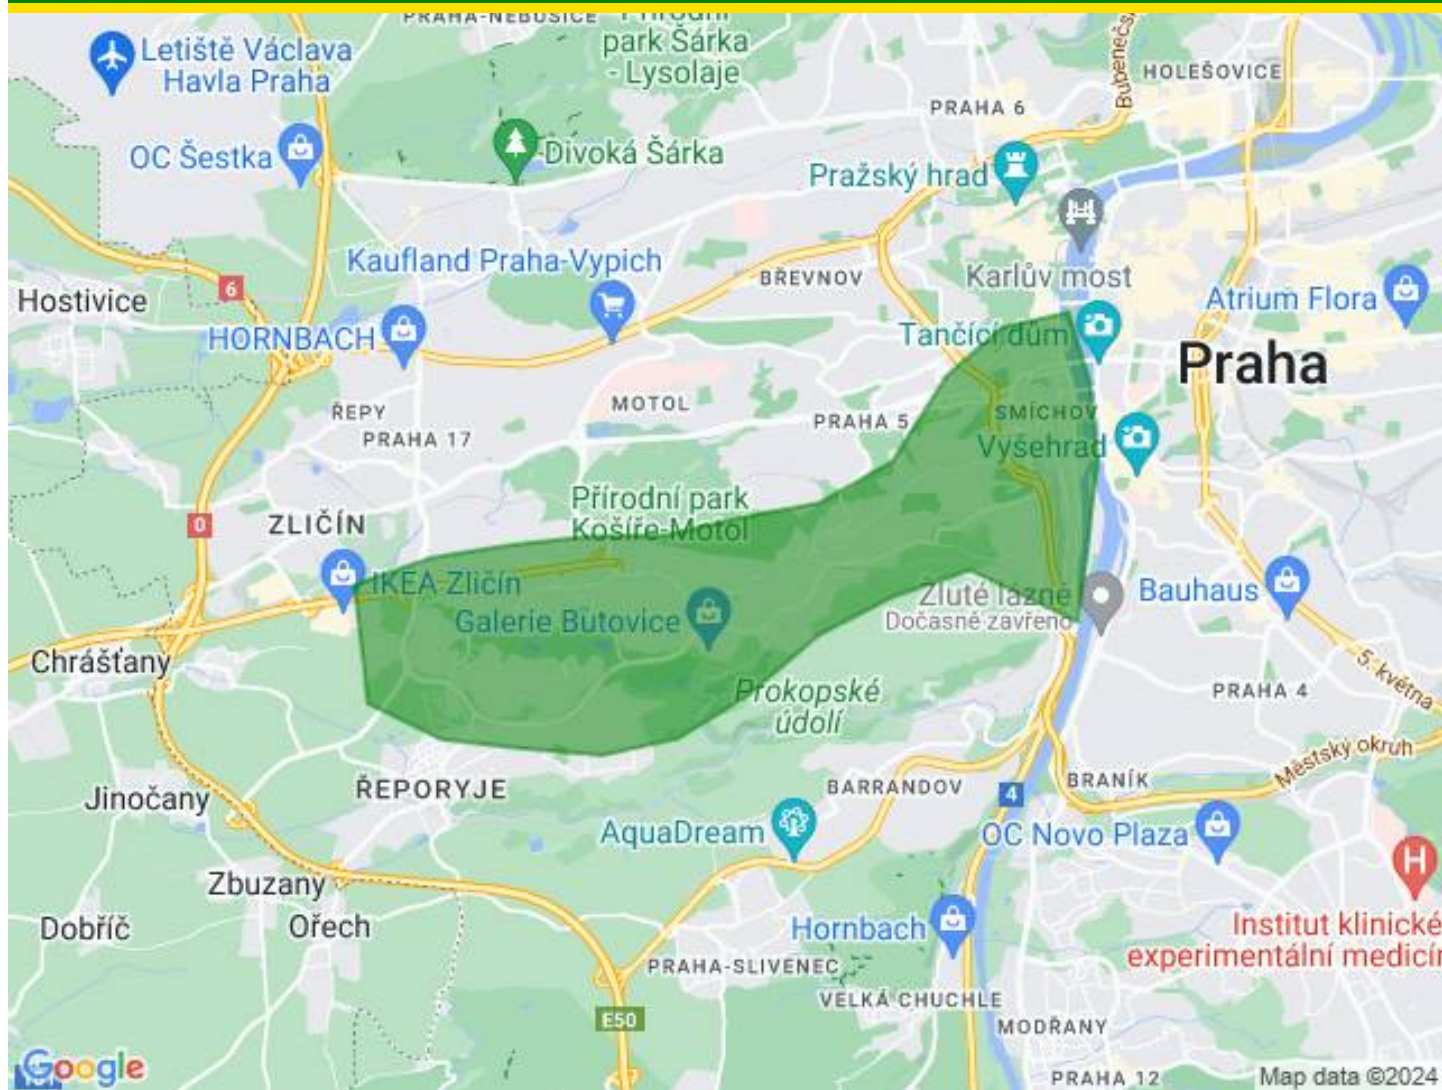 PRAHA-NEBUŠICE
Přírodní
park Šárka
- Lysolaje
Letiště Václava
Havla Praha
HOLEŠOVICE
PRAHA 6
OC Šestka
Divoká Šárka
Pražský hrad
Kaufland Praha-Vypich
BŘEVNOV
Karlův most
6
Hostivice
Atrium Flora
HORNBACH
Tančící dům
Praha
ŘEPY
MOTOL
SMÍCHOV
PRAHA 5
PRAHA 17
Vyšehrad
Přírodní park
Košíře-Motol
0
ZLIČÍN
IKEA Zličín
Žluté lázně
Dočasně zavřeno
Bauhaus
Galerie Butovice
Chrášťany
5. května
Prokopské
údolí
PRAHA 4
Městský okruh
ŘEPORYJE
BARRANDOV
BRANÍK
4
Jinočany
AquaDream
OC Novo Plaza
H
Zbuzany
Dobříč
Ořech
Hornbach
Institut klinické
experimentální medicín
PRAHA-SLIVENEC
VELKÁ CHUCHLE
E50
MODŘANY
Google
PRAHA 12
Map data ©2024